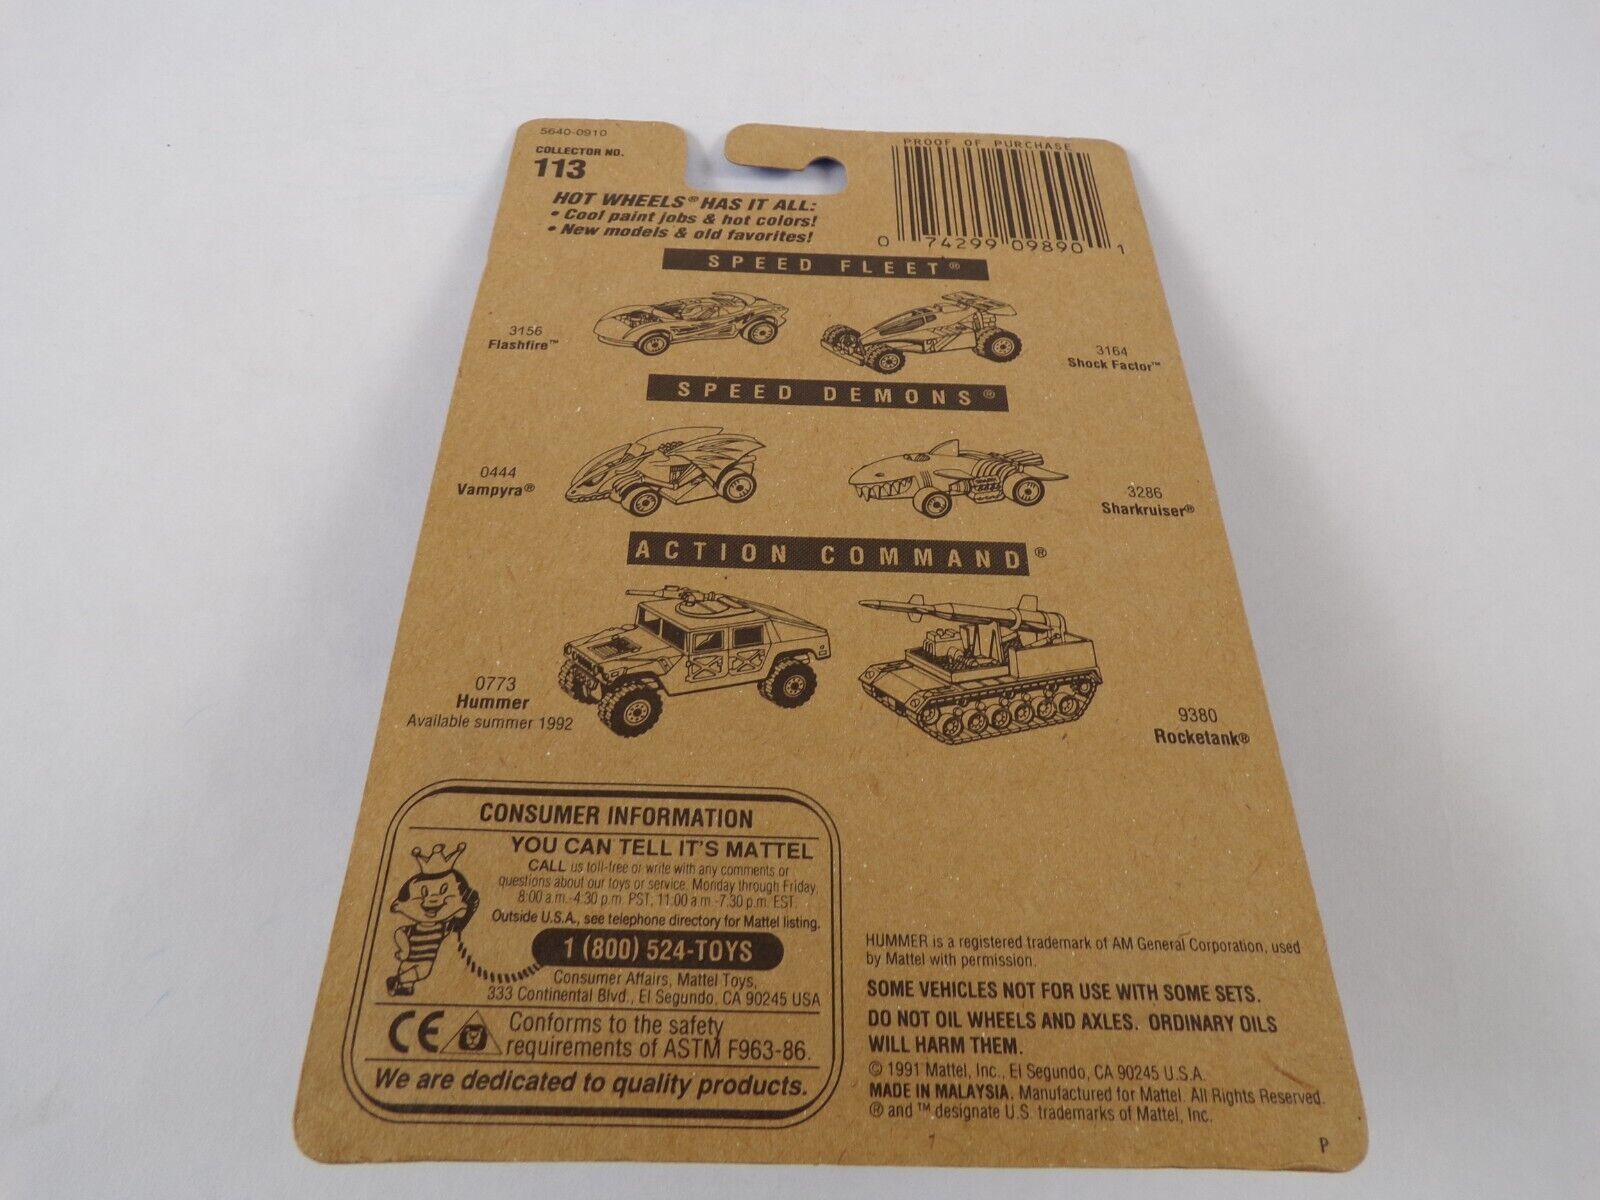 5640-0910
COLLECTOR NO.
113
PROOF OF PURCHASE
0 74299 09890 1
HOT WHEELS® HAS IT ALL:
• Cool paint jobs & hot colors!
• New models & old favorites!
SPEED FLEET®
3156
Flashfire™
3164
Shock Factor™
SPEED DEMONS®
0444
Vampyra®
3286
Sharkruiser®
ACTION COMMAND®
0773
Hummer
Available summer 1992
9380
Rocketank®
CONSUMER INFORMATION
YOU CAN TELL IT'S MATTEL
CALL us toll-free or write with any comments or
questions about our toys or service. Monday through Friday,
8:00 a.m.-4:30 p.m. PST, 11:00 a.m.-7:30 p.m. EST.
Outside U.S.A., see telephone directory for Mattel listing.
1 (800) 524-TOYS
Consumer Affairs, Mattel Toys,
333 Continental Blvd., El Segundo, CA 90245 USA
CE Conforms to the safety
requirements of ASTM F963-86.
We are dedicated to quality products.
HUMMER is a registered trademark of AM General Corporation, used
by Mattel with permission.
SOME VEHICLES NOT FOR USE WITH SOME SETS.
DO NOT OIL WHEELS AND AXLES. ORDINARY OILS
WILL HARM THEM.
© 1991 Mattel, Inc., El Segundo, CA 90245 U.S.A.
MADE IN MALAYSIA. Manufactured for Mattel. All Rights Reserved.
® and ™ designate U.S. trademarks of Mattel, Inc.
P